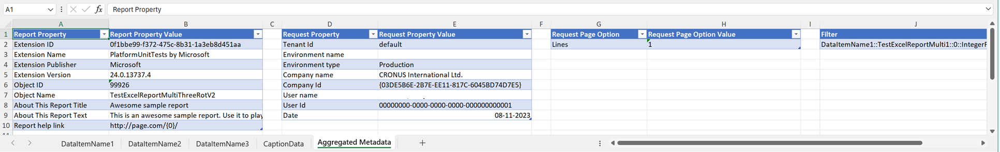 A1 fx Report Property
A B C D E F G H I J
1 Report Property Report Property Value Request Property Request Property Value Request Page Option Request Page Option Value Filter
2 Extension ID 0f1bbe99-f372-475c-8b31-1a3eb8d451aa Tenant Id default Lines 1 DataItemName1::TestExcelReportMulti1::0::IntegerF
3 Extension Name PlatformUnitTests by Microsoft Environment name
4 Extension Publisher Microsoft Environment type Production
5 Extension Version 24.0.13737.4 Company name CRONUS International Ltd.
6 Object ID 99926 Company Id {03DE5B6E-2B7E-EE11-817C-6045BD74D7E5}
7 Object Name TestExcelReportMultiThreeRotV2 User name
8 About This Report Title Awesome sample report User Id 00000000-0000-0000-0000-000000000001
9 About This Report Text This is an awesome sample report. Use it to play Date 08-11-2023
10 Report help link http://page.com/{0}/
11
DataItemName1 DataItemName2 DataItemName3 CaptionData Aggregated Metadata